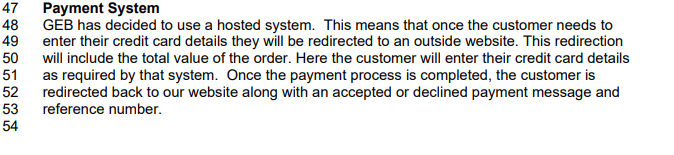 47 Payment System
48 GEB has decided to use a hosted system.  This means that once the customer needs to
49 enter their credit card details they will be redirected to an outside website. This redirection
50 will include the total value of the order. Here the customer will enter their credit card details
51 as required by that system.  Once the payment process is completed, the customer is
52 redirected back to our website along with an accepted or declined payment message and
53 reference number.
54